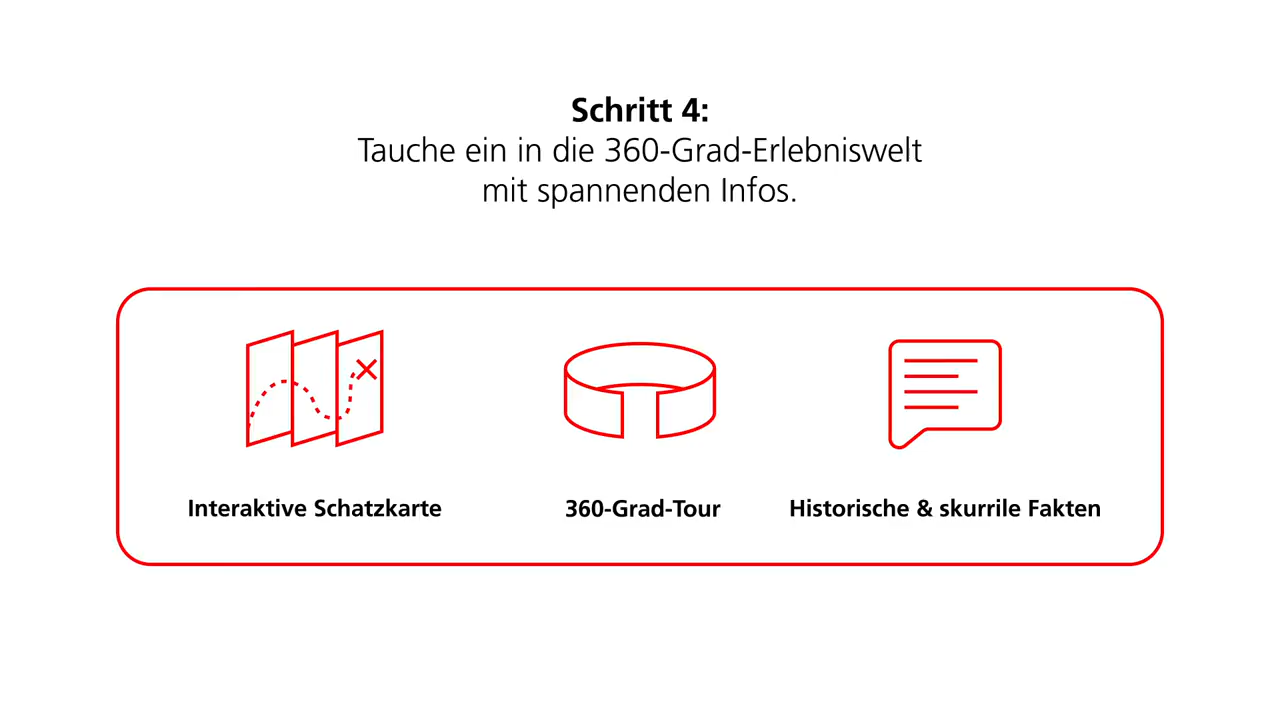 Schritt 4:
Tauche ein in die 360-Grad-Erlebniswelt
mit spannenden Infos.
Interaktive Schatzkarte
360-Grad-Tour
Historische & skurrile Fakten